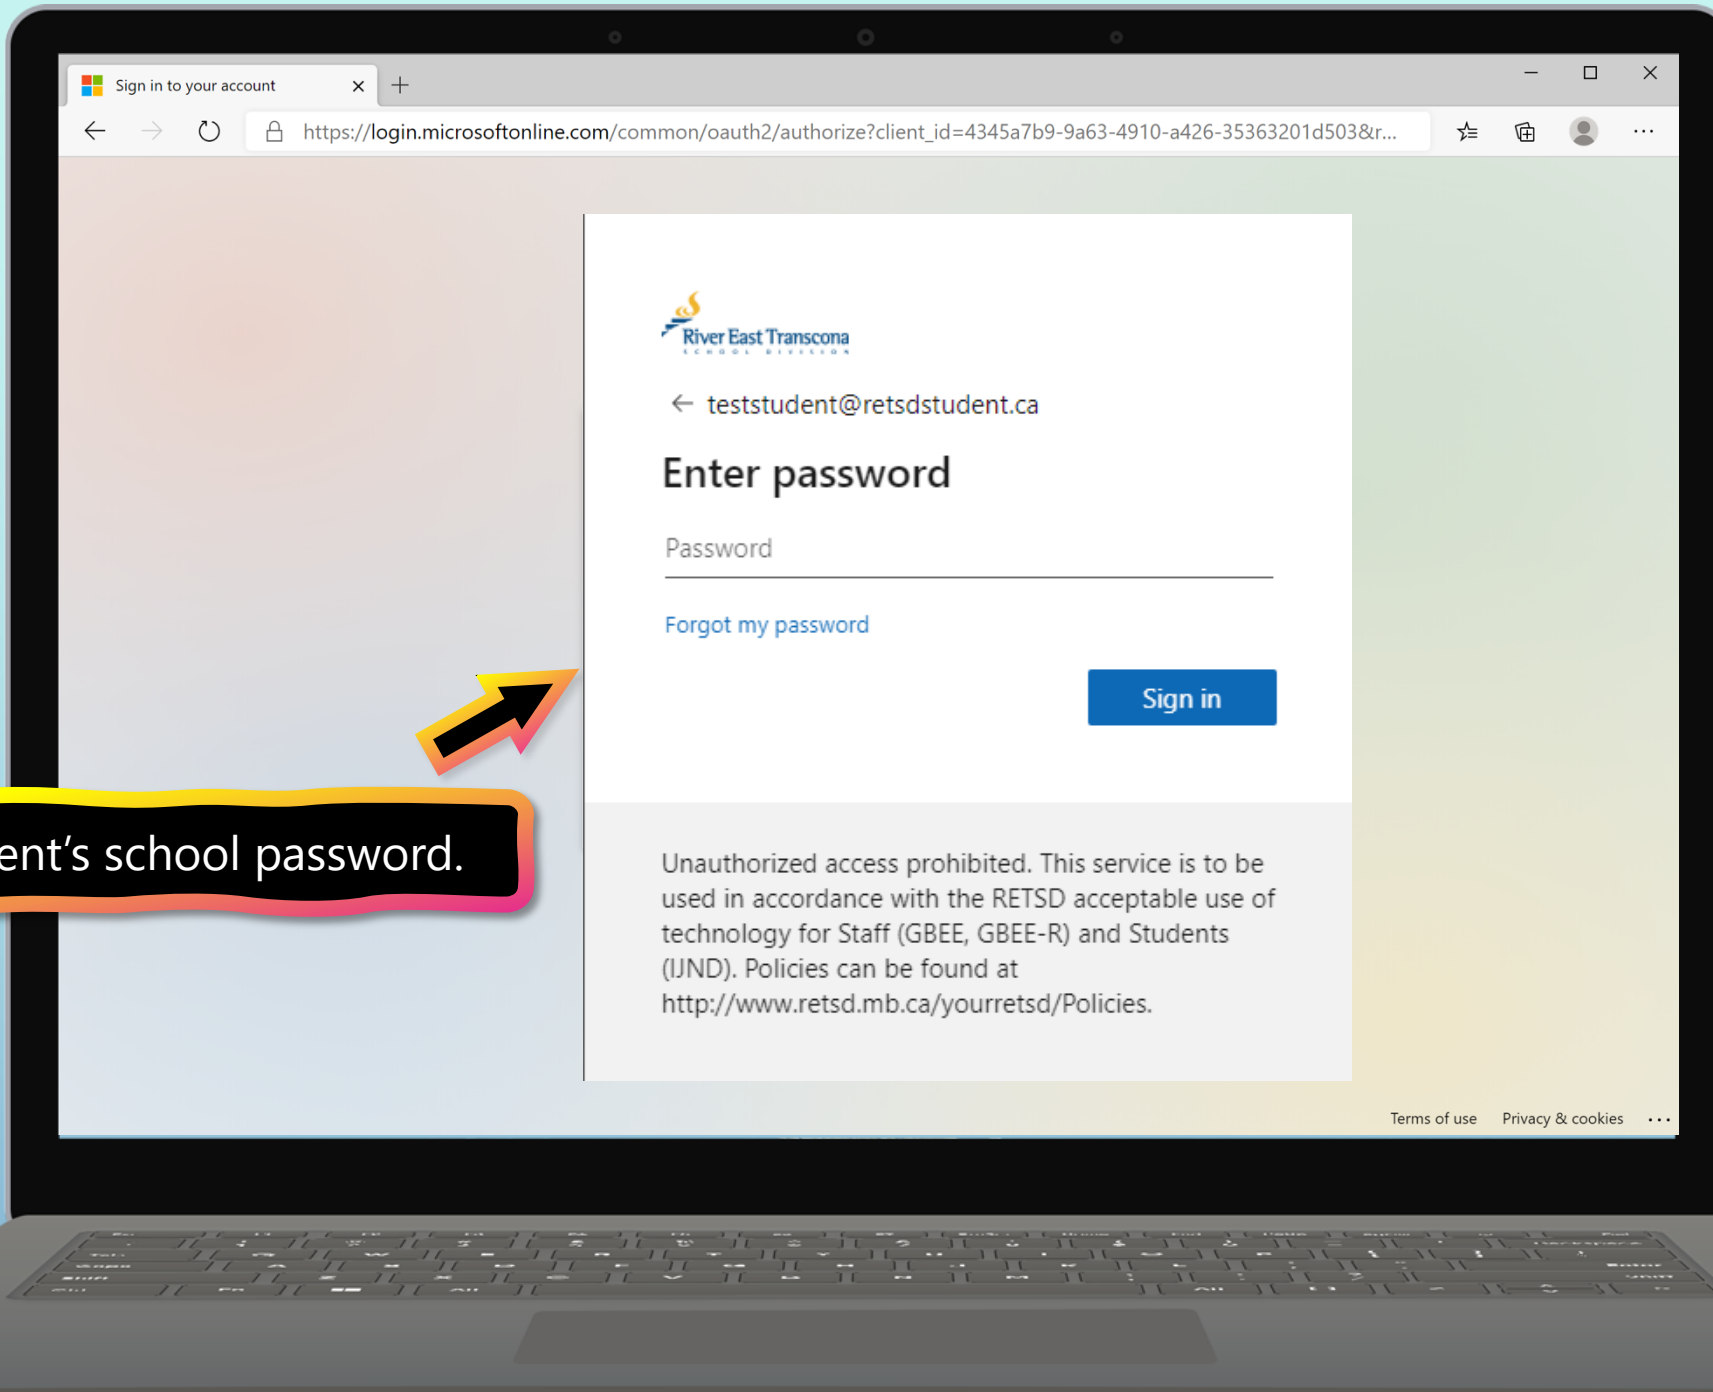 Sign in to your account
https://login.microsoftonline.com/common/oauth2/authorize?client_id=4345a7b9-9a63-4910-a426-35363201d503&r...
River East Transcona
SCHOOL DIVISION
teststudent@retsdstudent.ca
Enter password
Password
Forgot my password
Sign in
ent’s school password.
Unauthorized access prohibited. This service is to be
used in accordance with the RETSD acceptable use of
technology for Staff (GBEE, GBEE-R) and Students
(IJND). Policies can be found at
http://www.retsd.mb.ca/yourretsd/Policies.
Terms of use Privacy & cookies